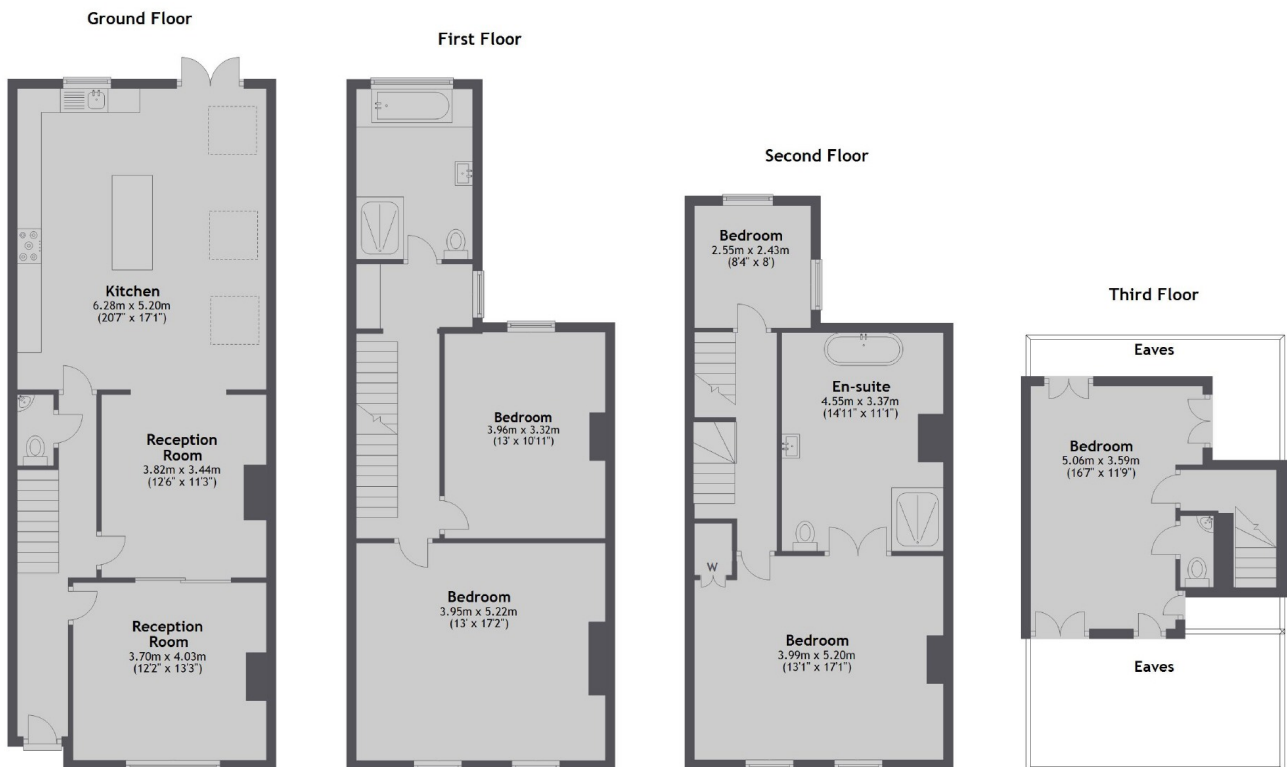 Ground Floor
Kitchen
6.28m x 5.20m
(20'7" x 17'1")
Reception
Room
3.82m x 3.44m
(12'6" x 11'3")
Reception
Room
3.70m x 4.03m
(12'2" x 13'3")
First Floor
Bedroom
3.96m x 3.32m
(13' x 10'11")
Bedroom
3.95m x 5.22m
(13' x 17'2")
Second Floor
Bedroom
2.55m x 2.43m
(8'4" x 8')
En-suite
4.55m x 3.37m
(14'11" x 11'1")
W
Bedroom
3.99m x 5.20m
(13'1" x 17'1")
Third Floor
Eaves
Bedroom
5.06m x 3.59m
(16'7" x 11'9")
Eaves